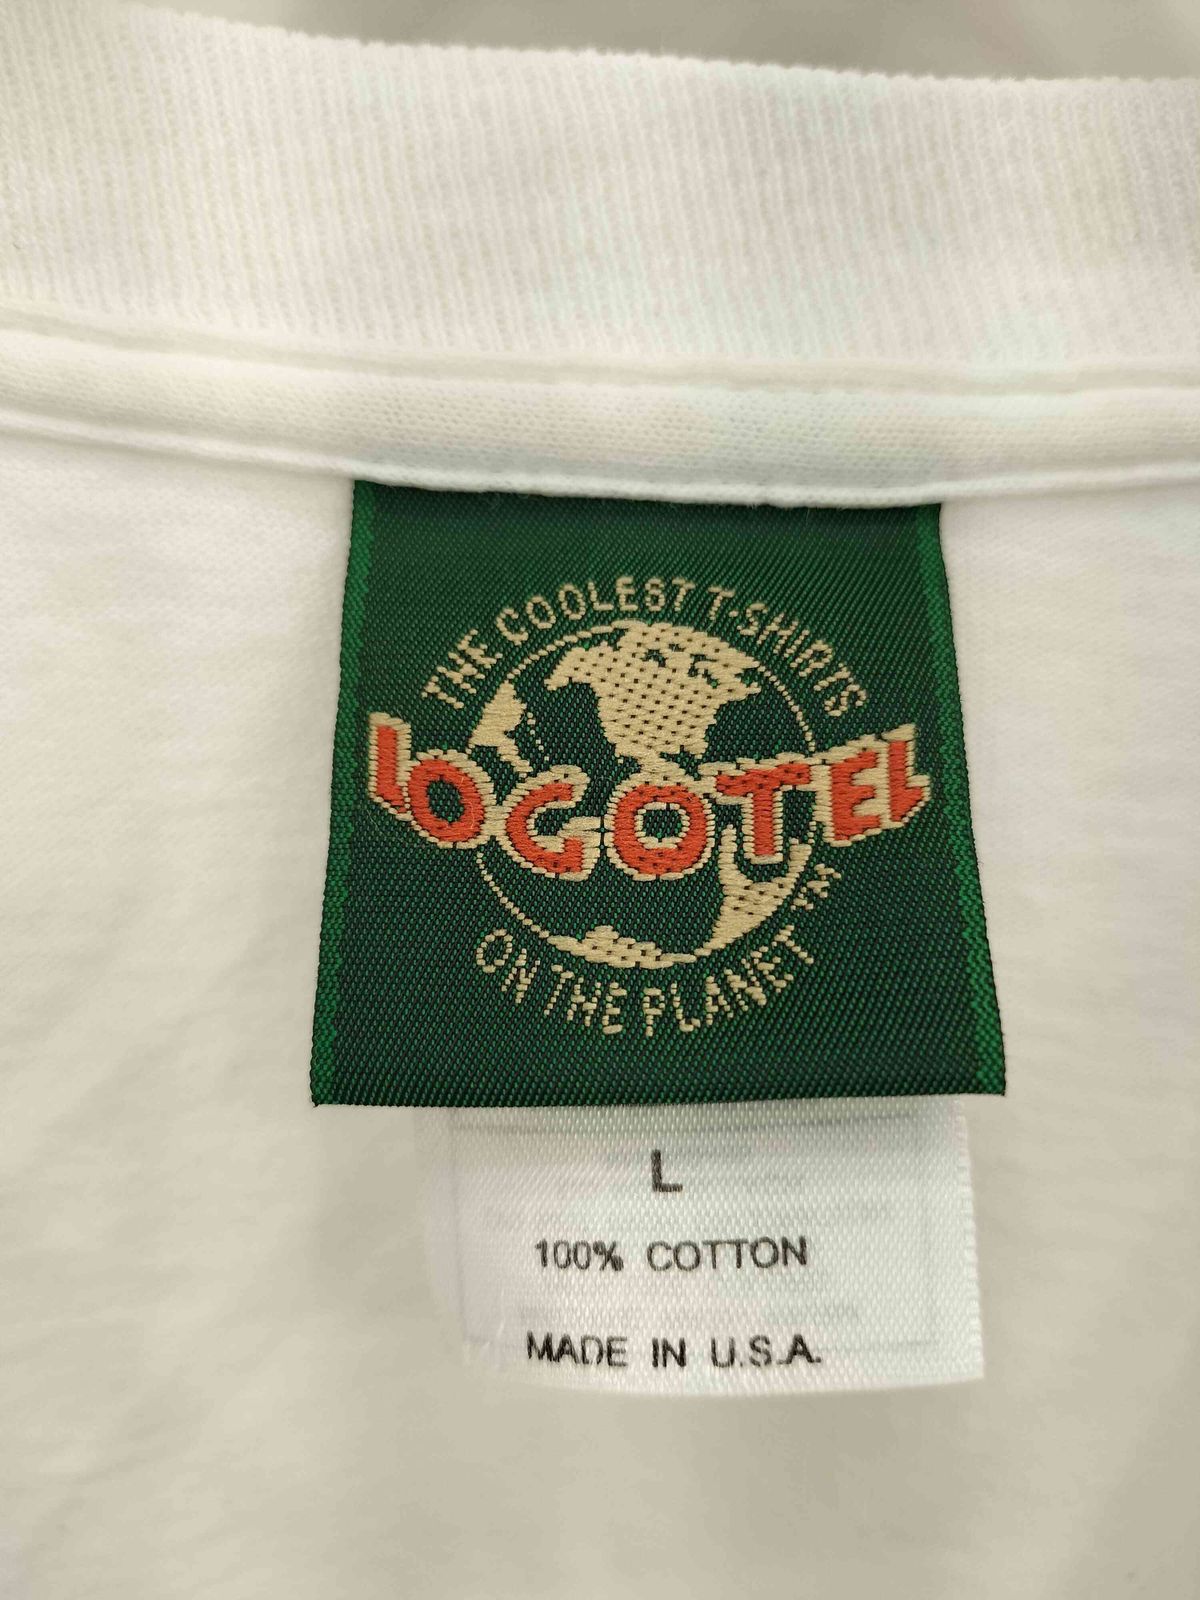 THE COOLEST T-SHIRTS
LOGOTEL
ON THE PLANET TM
L
100% COTTON
MADE IN U.S.A.